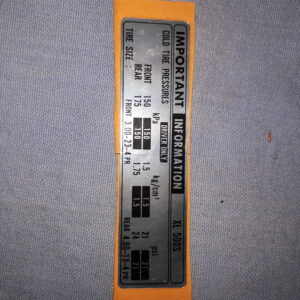 IMPORTANT INFORMATION XL 500S
COLD TIRE PRESSURES DRIVER ONLY
kPa kg/cm² psi
FRONT 150 150 1.5 1.5 21 21
REAR 175 150 1.75 1.5 24 21
TIRE SIZE : FRONT 3.00-23-4 PR REAR 4.60-18-4 PR